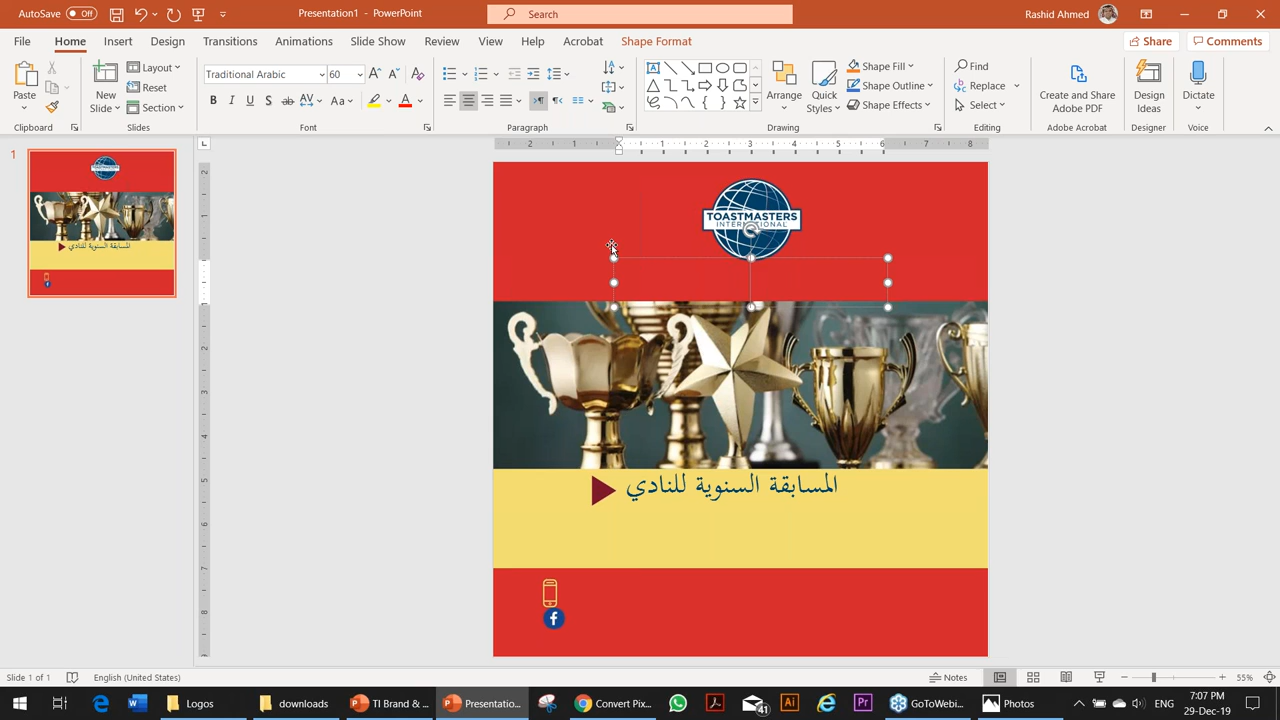 AutoSave Off
Presentation1 - PowerPoint
Search
Rashid Ahmed
File Home Insert Design Transitions Animations Slide Show Review View Help Acrobat Shape Format
Share Comments
Paste
New Slide
Layout
Reset
Section
Traditional Arabic 60
Shape Fill
Shape Outline
Shape Effects
Arrange
Quick Styles
Find
Replace
Select
Create and Share Adobe PDF
Design Ideas
Dictate
Clipboard Slides Font Paragraph Drawing Editing Adobe Acrobat Designer Voice
1
TOASTMASTERS
INTERNATIONAL
المسابقة السنوية للنادي
Slide 1 of 1
English (United States)
Notes
55%
Logos
downloads
TI Brand & ...
Presentatio...
Convert Pix...
41
GoToWebi...
Photos
7:07 PM
29-Dec-19